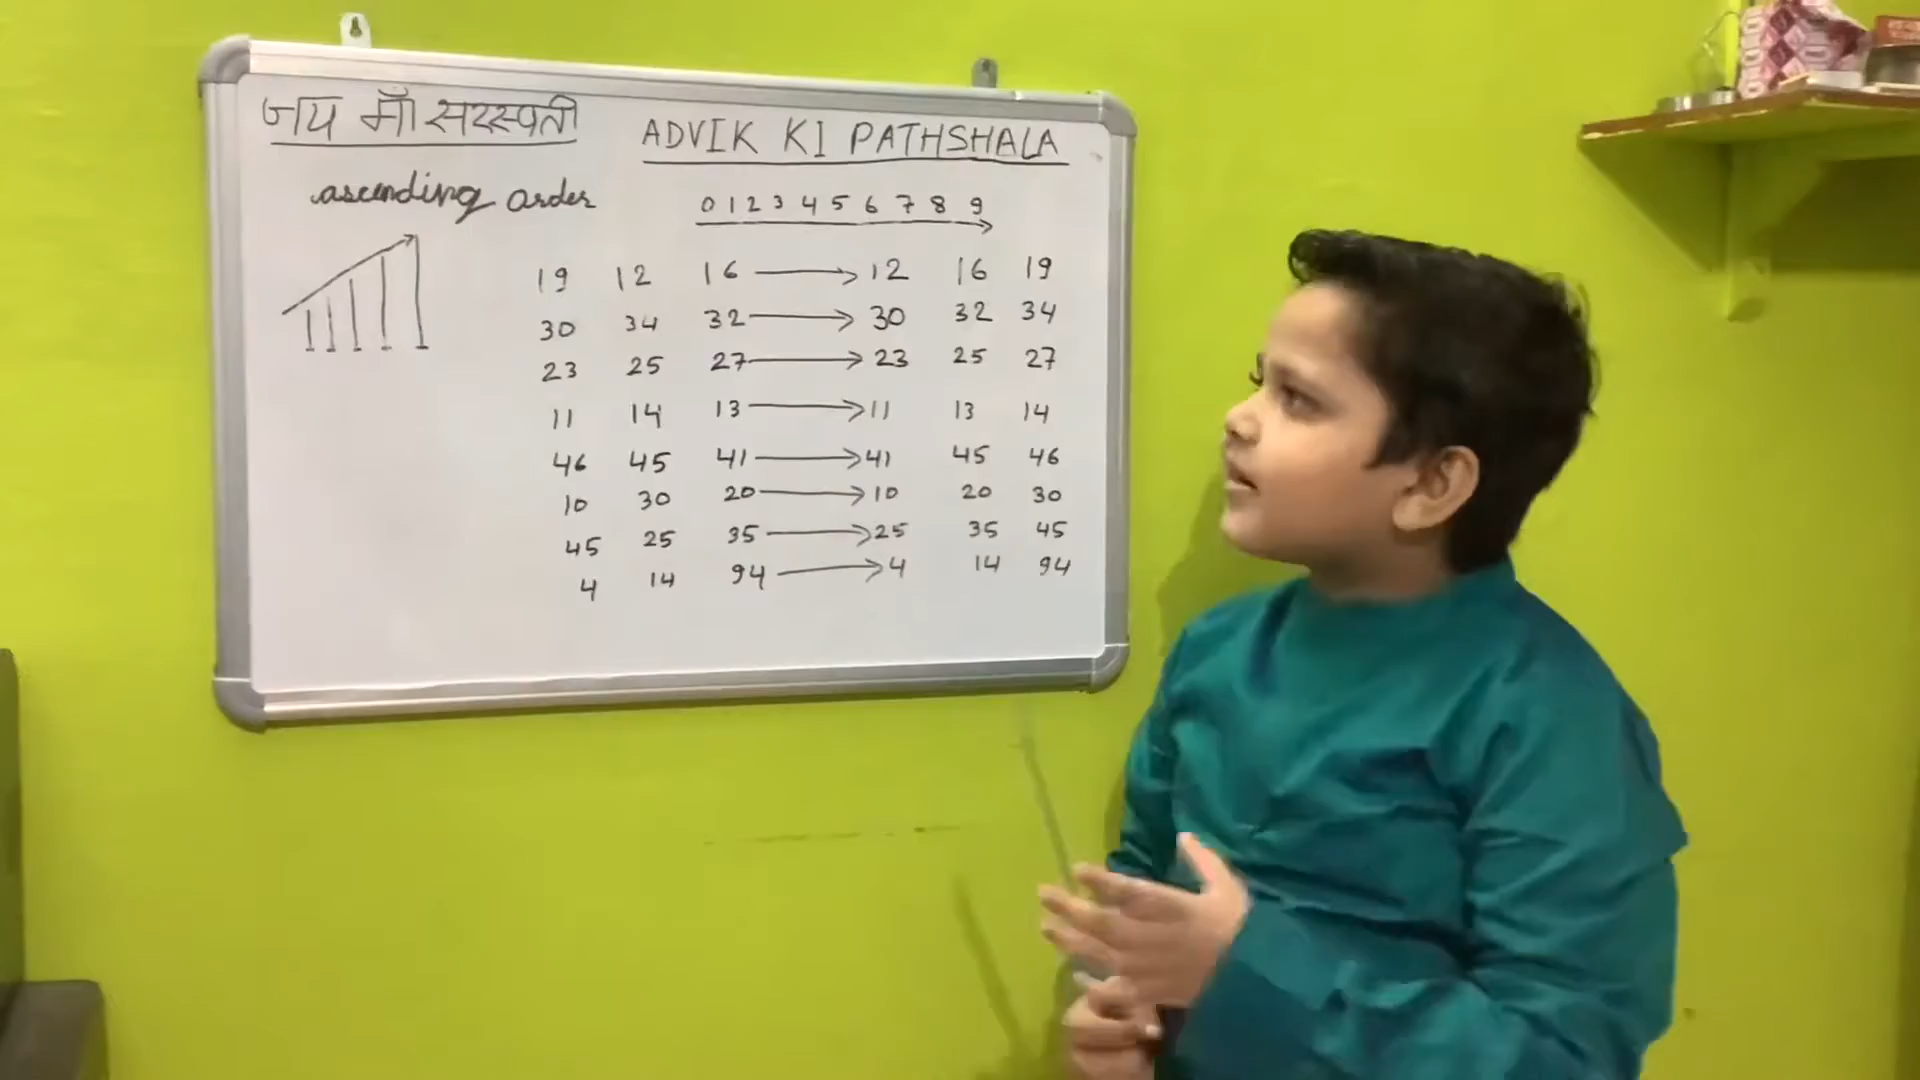 जय माँ सरस्वती
ADVIK KI PATHSHALA
ascending order
0 1 2 3 4 5 6 7 8 9
19 12 16 → 12 16 19
30 34 32 → 30 32 34
23 25 27 → 23 25 27
11 14 13 → 11 13 14
46 45 41 → 41 45 46
10 30 20 → 10 20 30
45 25 35 → 25 35 45
4 14 94 → 4 14 94